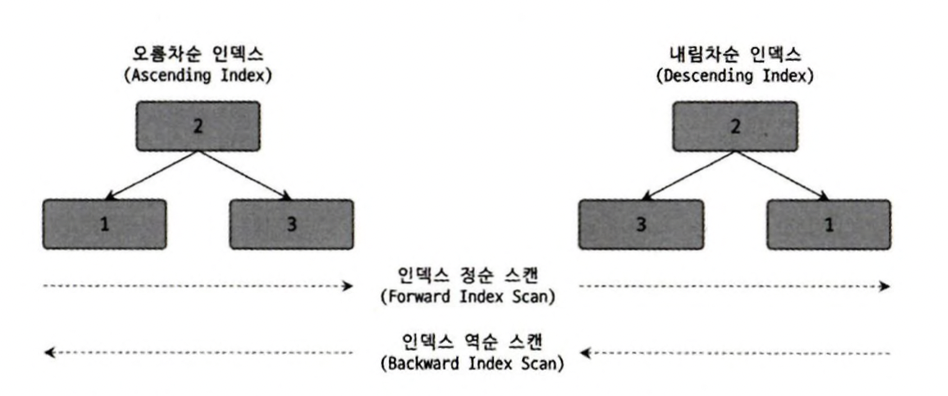 오름차순 인덱스
(Ascending Index)
내림차순 인덱스
(Descending Index)
2
2
1
3
3
1
인덱스 정순 스캔
(Forward Index Scan)
인덱스 역순 스캔
(Backward Index Scan)